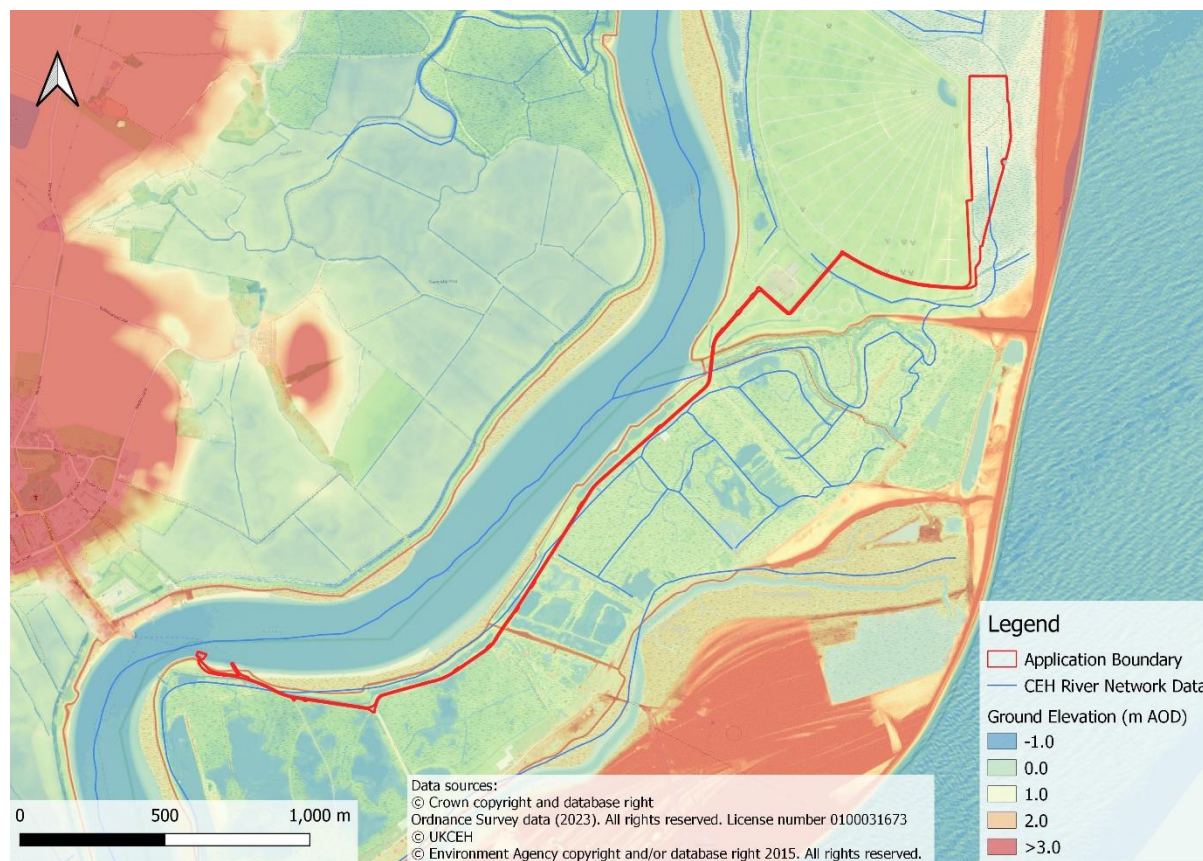 Legend
Application Boundary
CEH River Network Data
Ground Elevation (m AOD)
-1.0
0.0
1.0
2.0
>3.0
Data sources:
© Crown copyright and database right
Ordnance Survey data (2023). All rights reserved. License number 0100031673
© UKCEH
© Environment Agency copyright and/or database right 2015. All rights reserved.
0 500 1,000 m